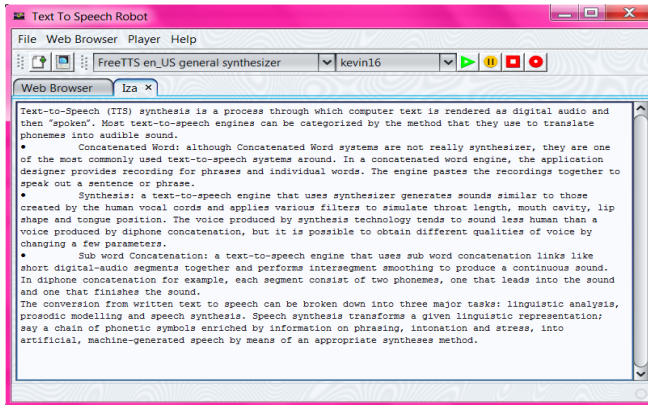 Text To Speech Robot
File Web Browser Player Help
FreeTTS en_US general synthesizer kevin16
Web Browser Iza ×
Text-to-Speech (TTS) synthesis is a process through which computer text is rendered as digital audio and
then "spoken". Most text-to-speech engines can be categorized by the method that they use to translate
phonemes into audible sound.
• Concatenated Word: although Concatenated Word systems are not really synthesizer, they are one
of the most commonly used text-to-speech systems around. In a concatenated word engine, the application
designer provides recording for phrases and individual words. The engine pastes the recordings together to
speak out a sentence or phrase.
• Synthesis: a text-to-speech engine that uses synthesizer generates sounds similar to those
created by the human vocal cords and applies various filters to simulate throat length, mouth cavity, lip
shape and tongue position. The voice produced by synthesis technology tends to sound less human than a
voice produced by diphone concatenation, but it is possible to obtain different qualities of voice by
changing a few parameters.
• Sub word Concatenation: a text-to-speech engine that uses sub word concatenation links like
short digital-audio segments together and performs intersegment smoothing to produce a continuous sound.
In diphone concatenation for example, each segment consist of two phonemes, one that leads into the sound
and one that finishes the sound.
The conversion from written text to speech can be broken down into three major tasks: linguistic analysis,
prosodic modelling and speech synthesis. Speech synthesis transforms a given linguistic representation;
say a chain of phonetic symbols enriched by information on phrasing, intonation and stress, into
artificial, machine-generated speech by means of an appropriate syntheses method.